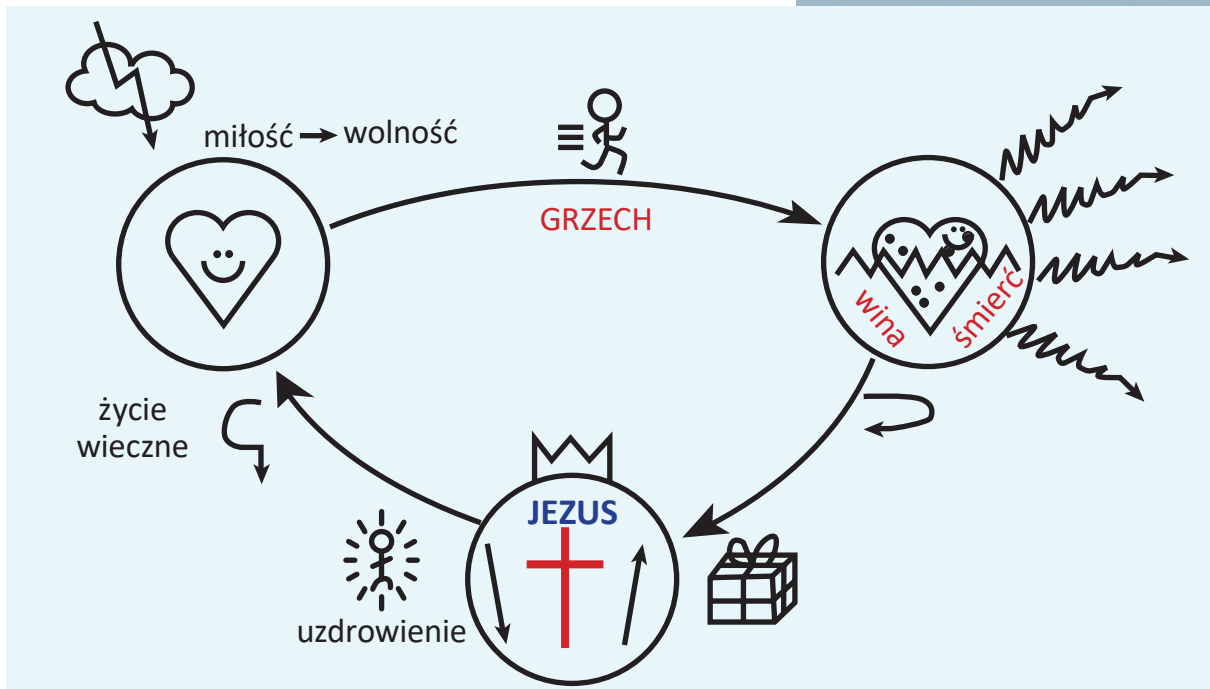 miłość → wolność
GRZECH
wina
śmierć
życie
wieczne
JEZUS
uzdrowienie